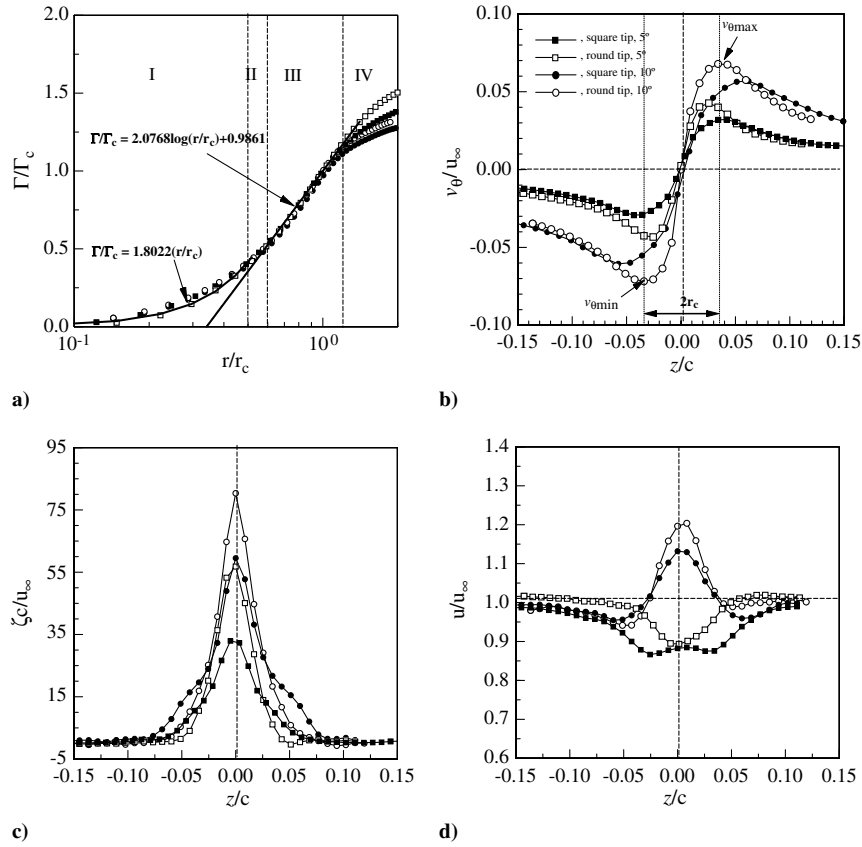 2.0
1.5
1.0
0.5
0.0
Γ/Γc
I II III IV
Γ/Γc = 2.0768log(r/rc)+0.9861
Γ/Γc = 1.8022(r/rc)
10⁻¹ 10⁰
r/rc
a)
0.10
0.05
0.00
-0.05
-0.10
vθ/u∞
, square tip, 5º
, round tip, 5º
, square tip, 10º
, round tip, 10º
vθmax
vθmin
2rc
-0.15 -0.10 -0.05 0.00 0.05 0.10 0.15
z/c
b)
95
75
55
35
15
-5
ζc/u∞
-0.15 -0.10 -0.05 0.00 0.05 0.10 0.15
z/c
c)
1.4
1.3
1.2
1.1
1.0
0.9
0.8
0.7
0.6
u/u∞
-0.15 -0.10 -0.05 0.00 0.05 0.10 0.15
z/c
d)